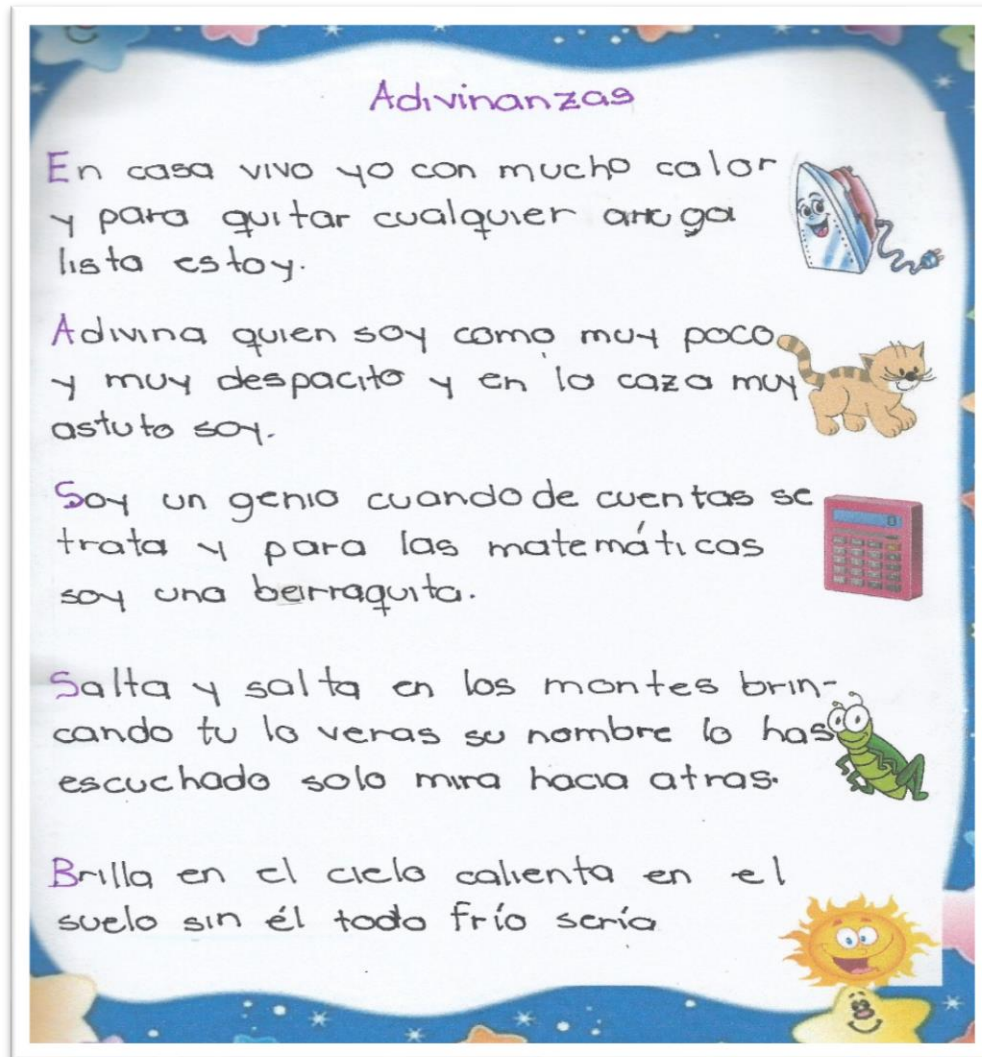 Adivinanzas
En casa vivo yo con mucho calor
y para quitar cualquier arruga
lista estoy.
Adivina quien soy como muy poco
y muy despacito y en la caza muy
astuto soy.
Soy un genio cuando de cuentas se
trata y para las matemáticas
soy una berraquita.
Salta y salta en los montes brin-
cando tu lo veras su nombre lo has
escuchado solo mira hacia atras.
Brilla en el cielo calienta en el
suelo sin él todo frío sería